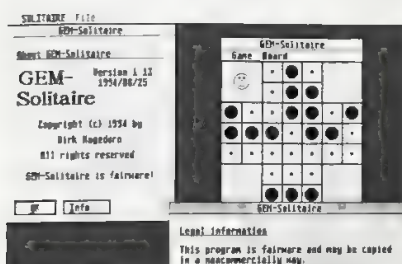 SOLITAIRE File
GEM-Solitaire
About GEM-Solitaire
GEM-Solitaire
Version 1 12
1994/08/25
Copyright (c) 1994 by
Dirk Hagedorn
All rights reserved
GEM-Solitaire is fairware!
OK Info
GEM-Solitaire
Game Board
GEM-Solitaire
Legal information
This program is fairware and may be copied
in a noncommercially way.